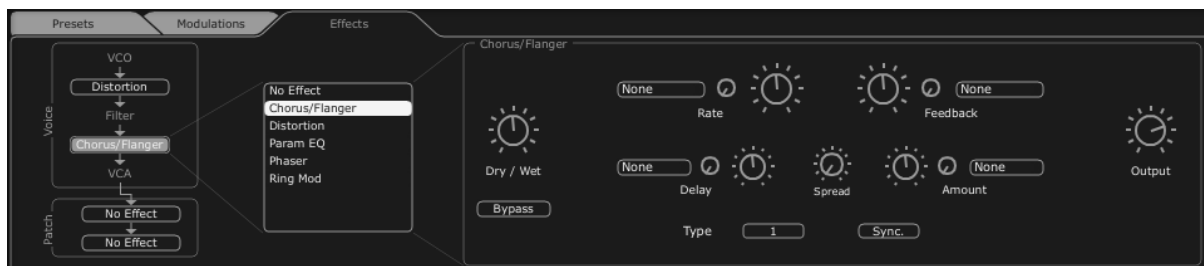 Presets
Modulations
Effects
Voice
VCO
Distortion
Filter
Chorus/Flanger
VCA
Patch
No Effect
No Effect
No Effect
Chorus/Flanger
Distortion
Param EQ
Phaser
Ring Mod
Chorus/Flanger
Dry / Wet
Bypass
None
Rate
None
Feedback
None
Delay
Spread
None
Amount
Type
1
Sync.
Output